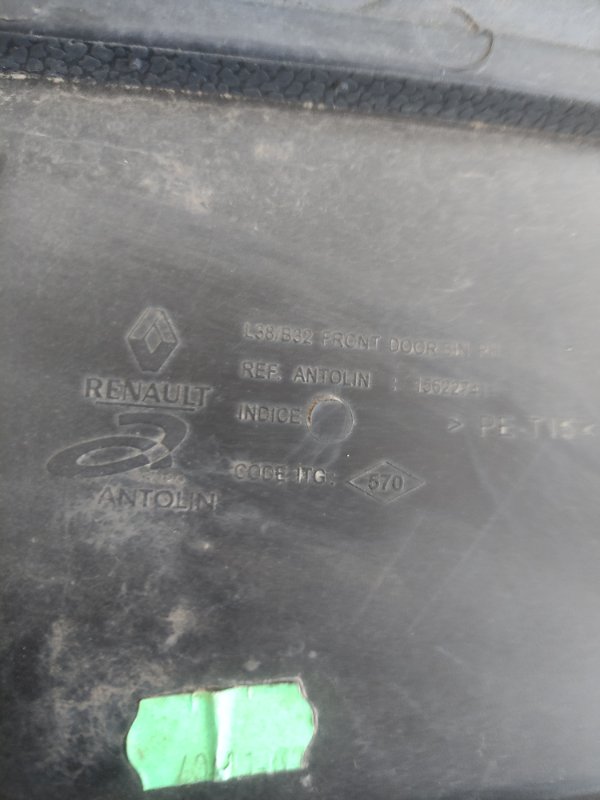 L38/B32 FRONT DOOR
REF. ANTOLIN :
INDICE
> PE-T15 <
CODE ITG: 570
RENAULT
ANTOLIN